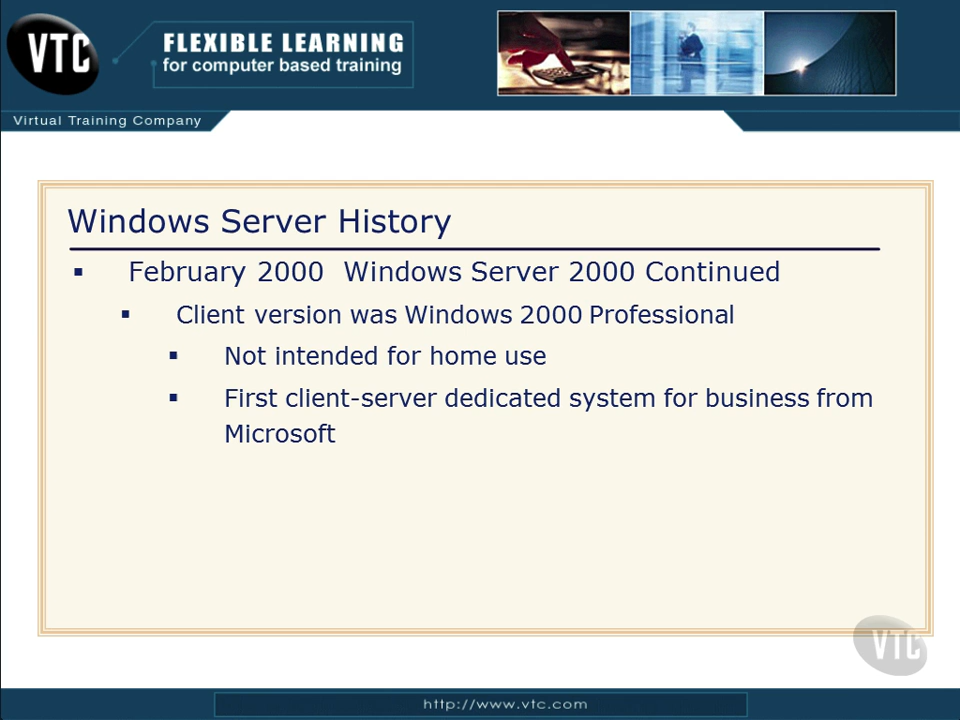 VTC
FLEXIBLE LEARNING
for computer based training
Virtual Training Company
Windows Server History
▪ February 2000  Windows Server 2000 Continued
▪ Client version was Windows 2000 Professional
▪ Not intended for home use
▪ First client-server dedicated system for business from
Microsoft
VTC
http://www.vtc.com